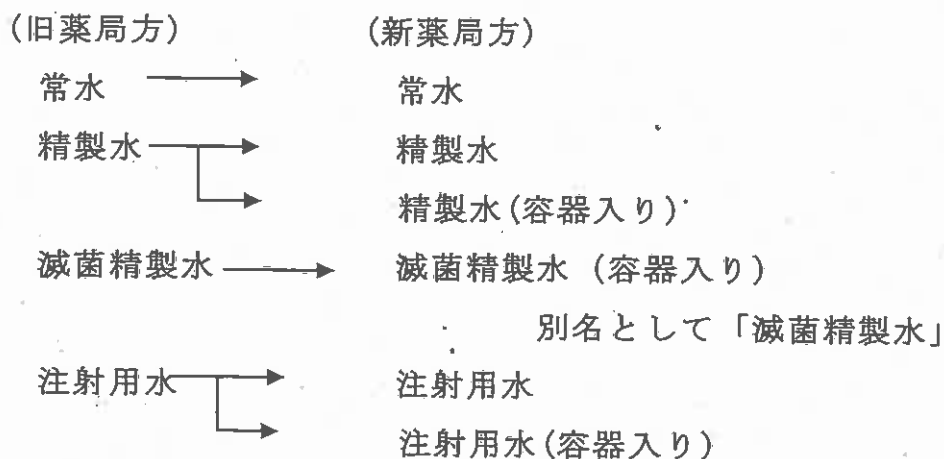 (旧薬局方) (新薬局方)
常水 常水
精製水 精製水
精製水(容器入り)
滅菌精製水 滅菌精製水 (容器入り)
別名として「滅菌精製水」
注射用水 注射用水
注射用水(容器入り)